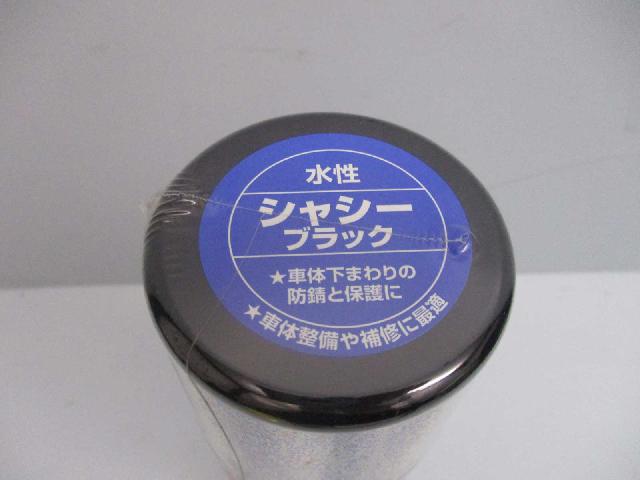 水性
シャシー
ブラック
★車体下まわりの
防錆と保護に
★車体整備や補修に最適